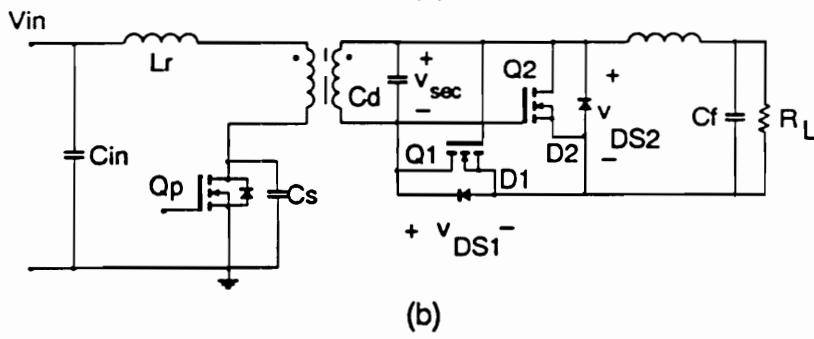 Vin
Lr
Cin
Qp
Cs
Cd
+
v sec
−
Q2
+
v DS2
−
D2
Q1
D1
+ v DS1 −
Cf
R L
(b)